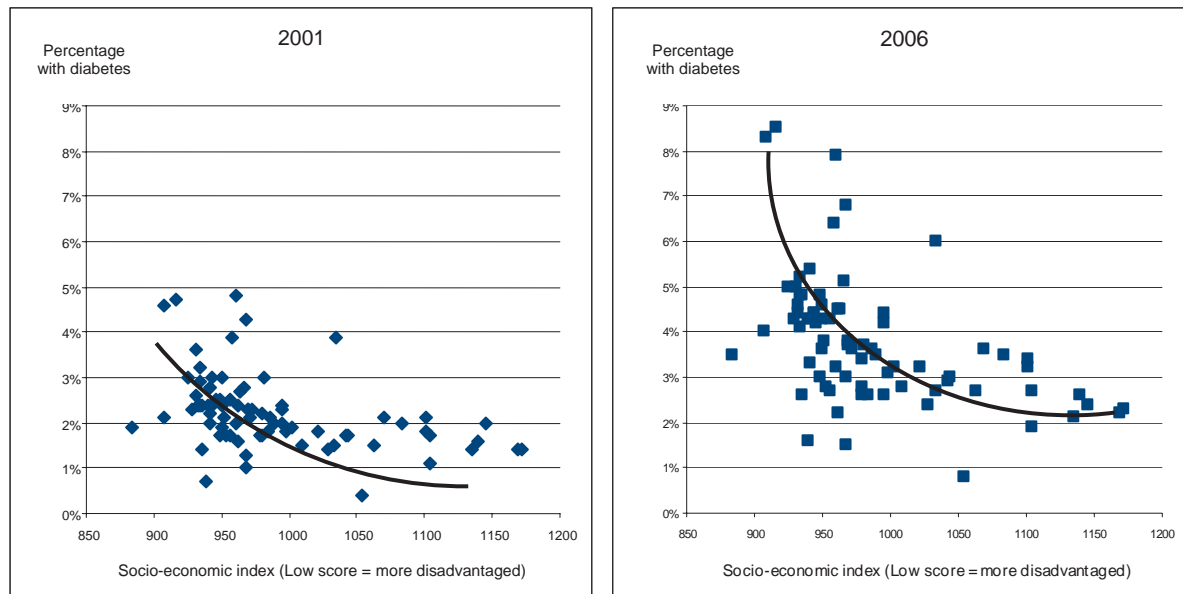 2001
Percentage
with diabetes
9%
8%
7%
6%
5%
4%
3%
2%
1%
0%
850 900 950 1000 1050 1100 1150 1200
Socio-economic index (Low score = more disadvantaged)
2006
Percentage
with diabetes
9%
8%
7%
6%
5%
4%
3%
2%
1%
0%
850 900 950 1000 1050 1100 1150 1200
Socio-economic index (Low score = more disadvantaged)